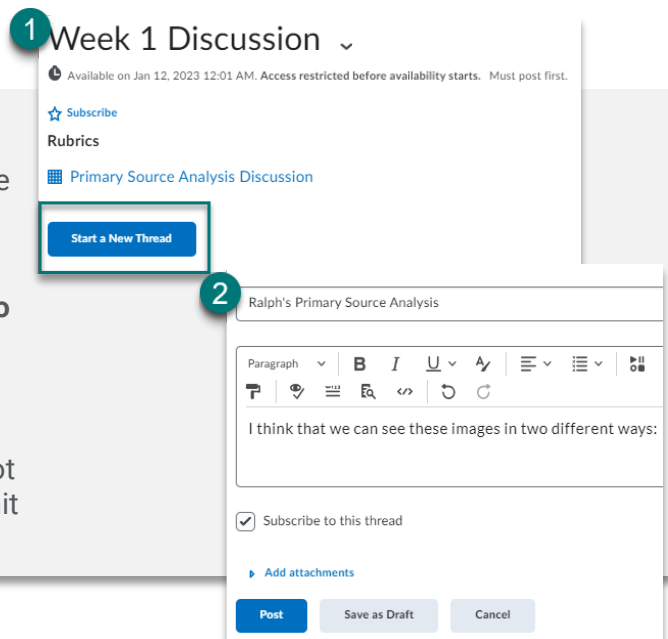 1
Week 1 Discussion
Available on Jan 12, 2023 12:01 AM. Access restricted before availability starts. Must post first.
Subscribe
Rubrics
Primary Source Analysis Discussion
Start a New Thread
2
Ralph's Primary Source Analysis
Paragraph B I U
I think that we can see these images in two different ways:
Subscribe to this thread
Add attachments
Post Save as Draft Cancel